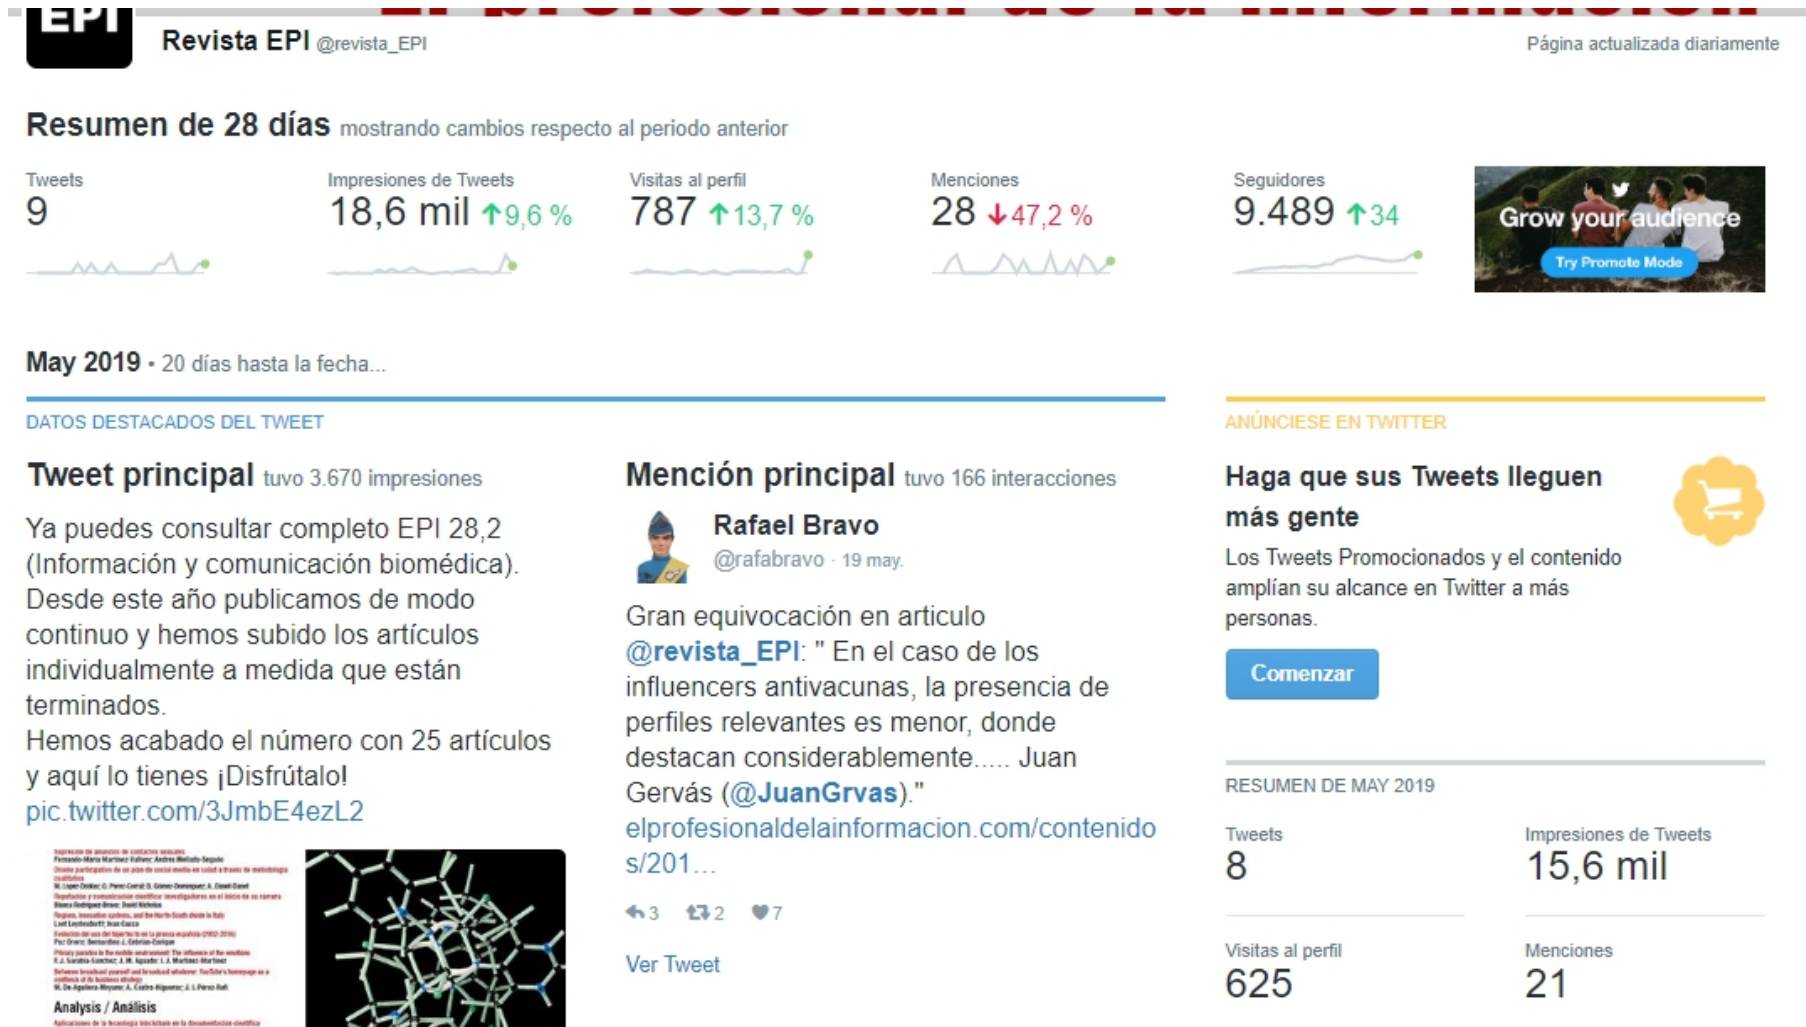 EPI
El profesional de la información
Revista EPI @revista_EPI
Página actualizada diariamente
Resumen de 28 días mostrando cambios respecto al periodo anterior
Tweets
9
Impresiones de Tweets
18,6 mil ↑9,6 %
Visitas al perfil
787 ↑13,7 %
Menciones
28 ↓47,2 %
Seguidores
9.489 ↑34
Grow your audience
Try Promote Mode
May 2019 • 20 días hasta la fecha...
DATOS DESTACADOS DEL TWEET
Tweet principal tuvo 3.670 impresiones
Ya puedes consultar completo EPI 28,2
(Información y comunicación biomédica).
Desde este año publicamos de modo
continuo y hemos subido los artículos
individualmente a medida que están
terminados.
Hemos acabado el número con 25 artículos
y aquí lo tienes ¡Disfrútalo!
pic.twitter.com/3JmbE4ezL2
Analysis / Análisis
Mención principal tuvo 166 interacciones
Rafael Bravo
@rafabravo · 19 may.
Gran equivocación en articulo
@revista_EPI: " En el caso de los
influencers antivacunas, la presencia de
perfiles relevantes es menor, donde
destacan considerablemente..... Juan
Gervás (@JuanGrvas)."
elprofesionaldelainformacion.com/contenido
s/201...
3 2 7
Ver Tweet
ANÚNCIESE EN TWITTER
Haga que sus Tweets lleguen
más gente
Los Tweets Promocionados y el contenido
amplían su alcance en Twitter a más
personas.
Comenzar
RESUMEN DE MAY 2019
Tweets
8
Impresiones de Tweets
15,6 mil
Visitas al perfil
625
Menciones
21